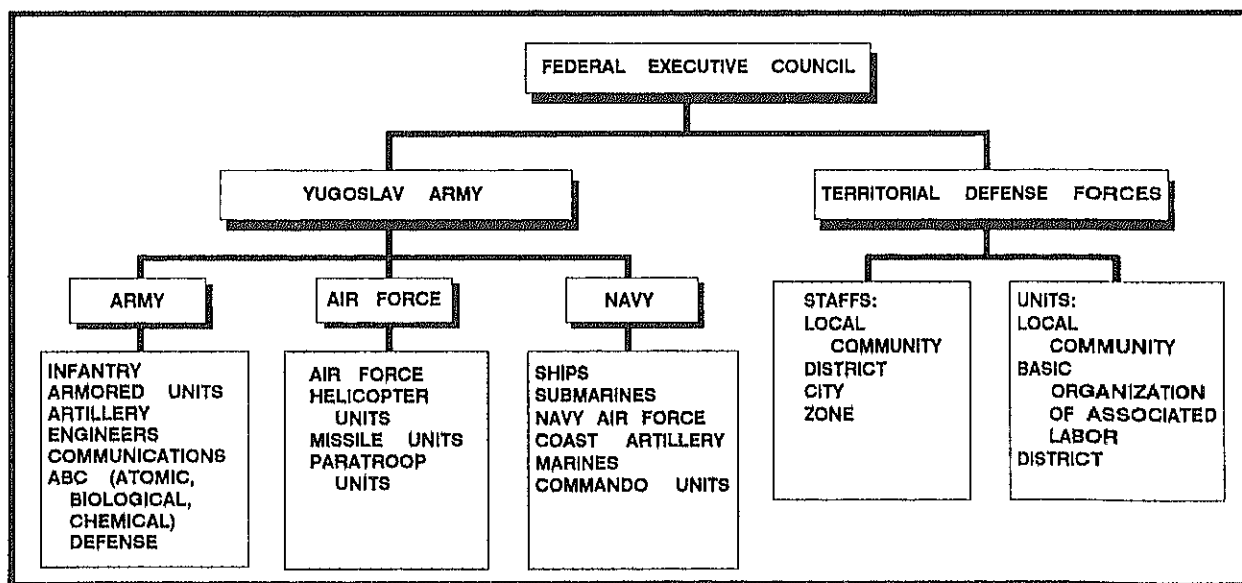 FEDERAL EXECUTIVE COUNCIL
YUGOSLAV ARMY
TERRITORIAL DEFENSE FORCES
ARMY
AIR FORCE
NAVY
INFANTRY
ARMORED UNITS
ARTILLERY
ENGINEERS
COMMUNICATIONS
ABC (ATOMIC,
BIOLOGICAL,
CHEMICAL)
DEFENSE
AIR FORCE
HELICOPTER
UNITS
MISSILE UNITS
PARATROOP
UNITS
SHIPS
SUBMARINES
NAVY AIR FORCE
COAST ARTILLERY
MARINES
COMMANDO UNITS
STAFFS:
LOCAL
COMMUNITY
DISTRICT
CITY
ZONE
UNITS:
LOCAL
COMMUNITY
BASIC
ORGANIZATION
OF ASSOCIATED
LABOR
DISTRICT